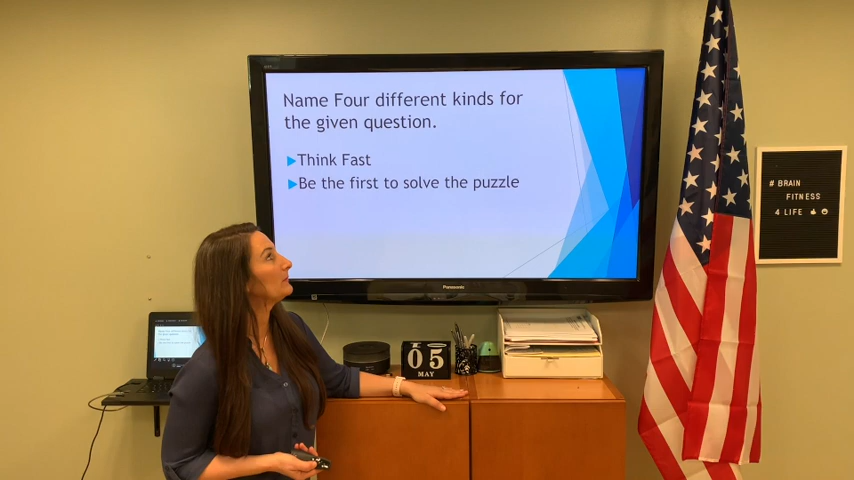 Name Four different kinds for
the given question.
Think Fast
Be the first to solve the puzzle
Panasonic
# BRAIN
FITNESS
4 LIFE
05
MAY